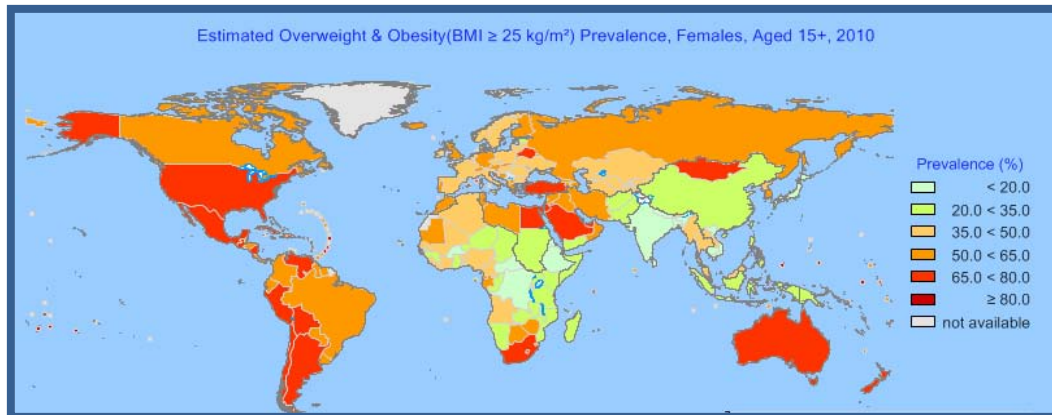 Estimated Overweight & Obesity(BMI ≥ 25 kg/m²) Prevalence, Females, Aged 15+, 2010
Prevalence (%)
< 20.0
20.0 < 35.0
35.0 < 50.0
50.0 < 65.0
65.0 < 80.0
≥ 80.0
not available